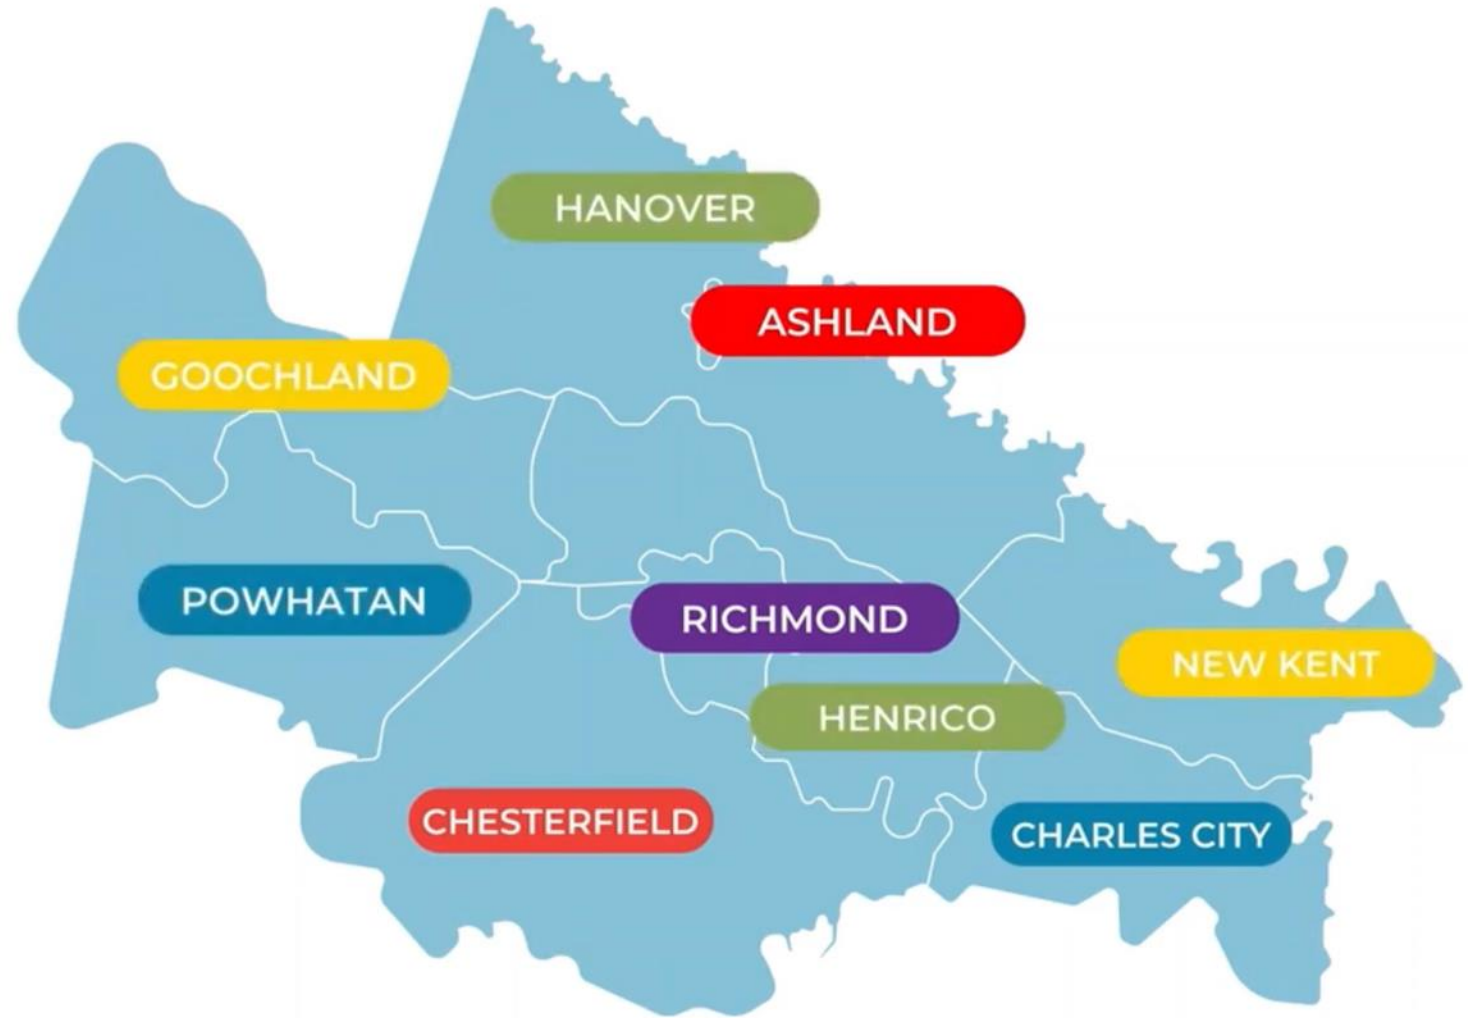 HANOVER
ASHLAND
GOOCHLAND
POWHATAN
RICHMOND
NEW KENT
HENRICO
CHESTERFIELD
CHARLES CITY